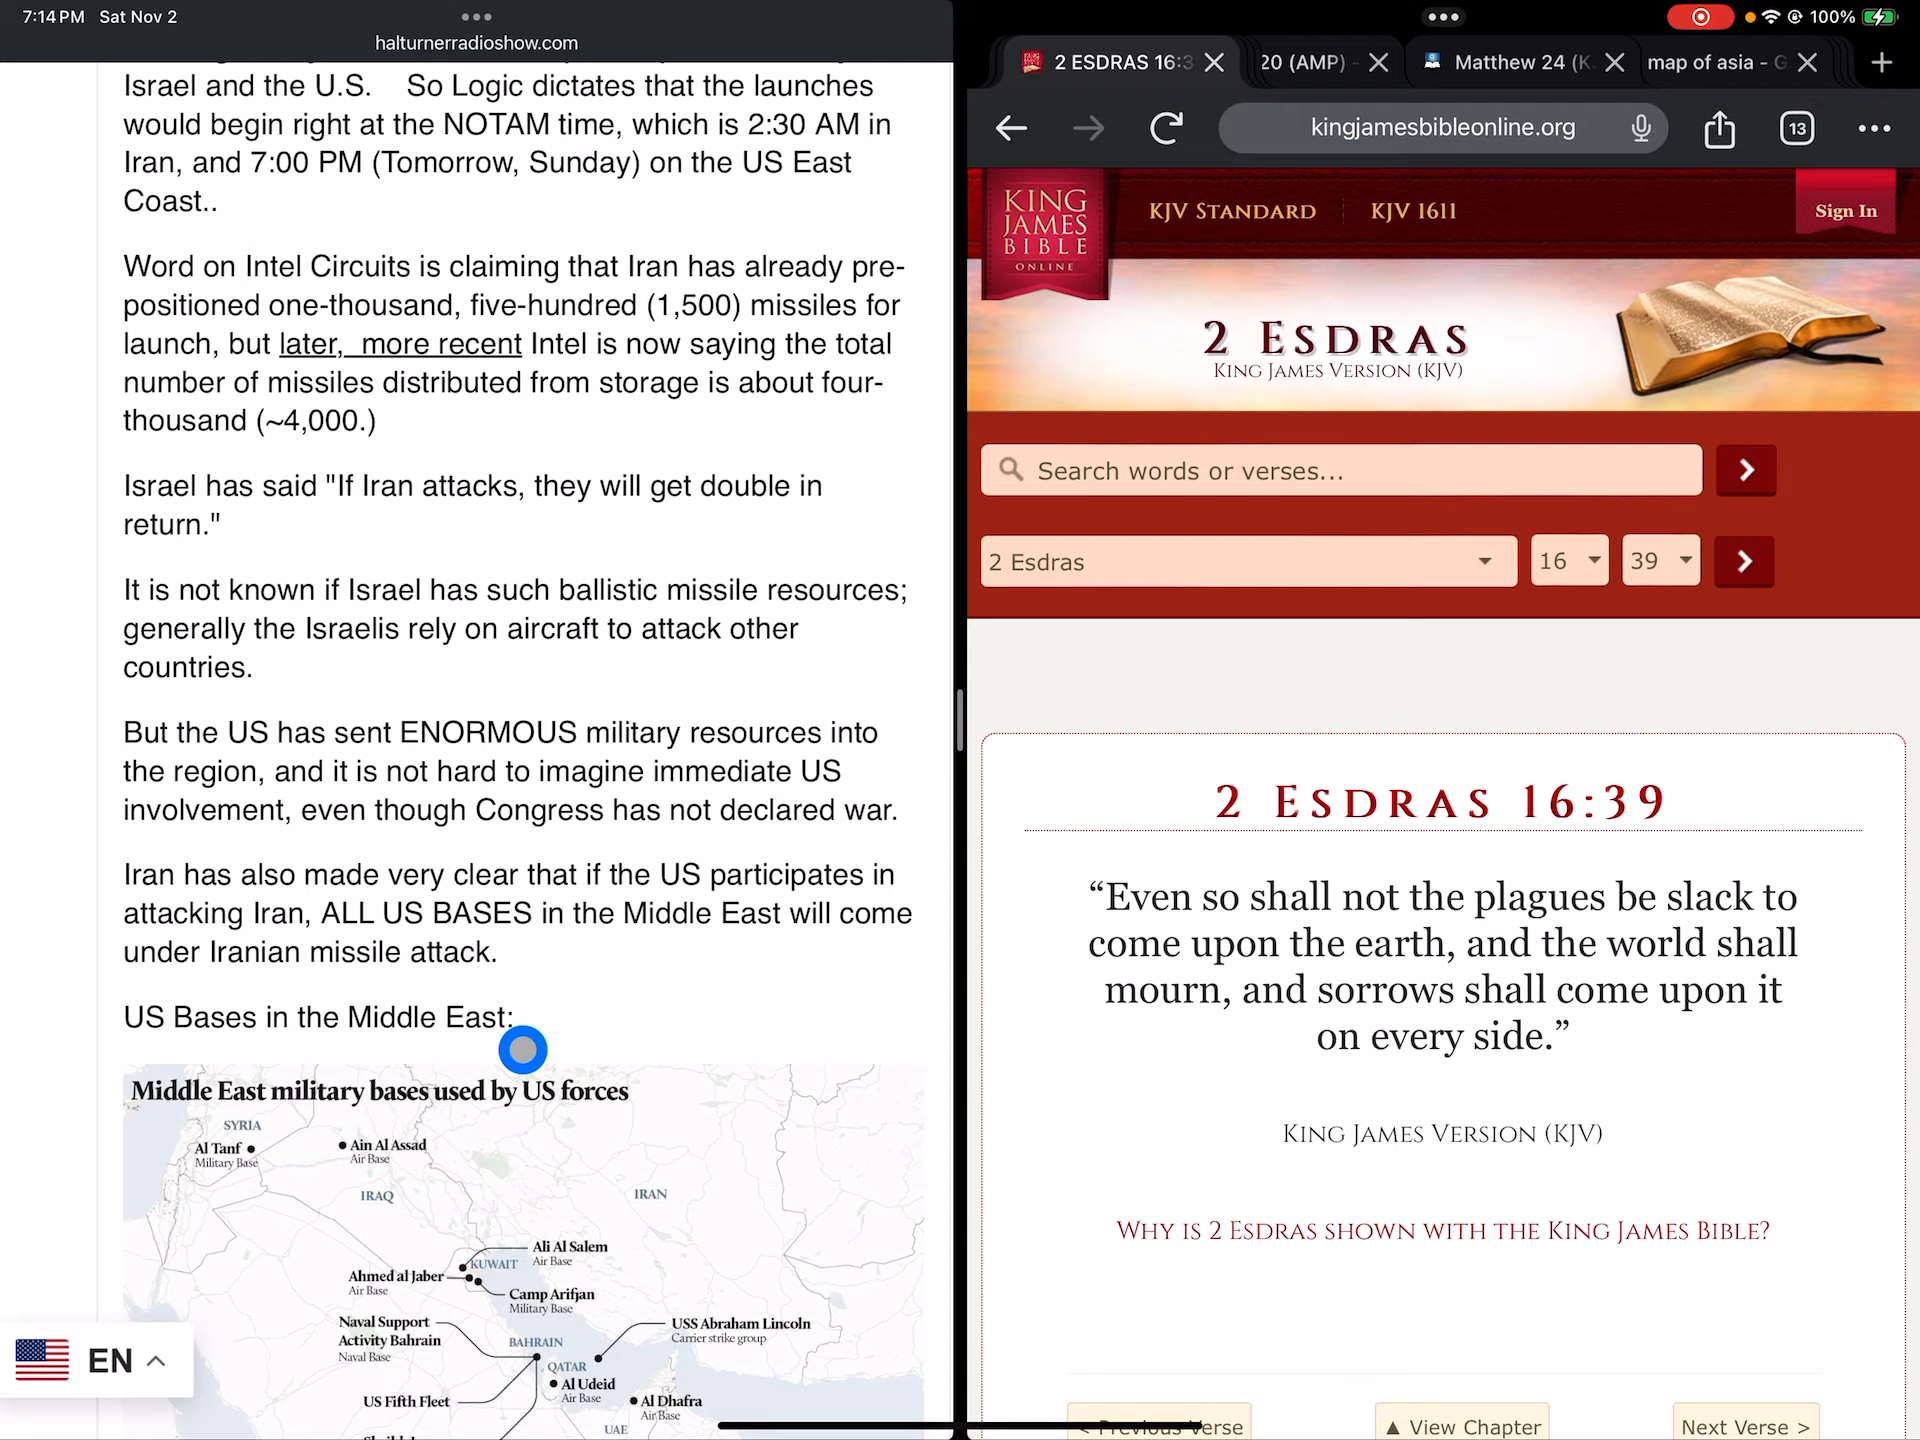 7:14 PM Sat Nov 2
halturnerradioshow.com
Israel and the U.S. So Logic dictates that the launches
would begin right at the NOTAM time, which is 2:30 AM in
Iran, and 7:00 PM (Tomorrow, Sunday) on the US East
Coast..
Word on Intel Circuits is claiming that Iran has already pre-
positioned one-thousand, five-hundred (1,500) missiles for
launch, but later, more recent Intel is now saying the total
number of missiles distributed from storage is about four-
thousand (~4,000.)
Israel has said "If Iran attacks, they will get double in
return."
It is not known if Israel has such ballistic missile resources;
generally the Israelis rely on aircraft to attack other
countries.
But the US has sent ENORMOUS military resources into
the region, and it is not hard to imagine immediate US
involvement, even though Congress has not declared war.
Iran has also made very clear that if the US participates in
attacking Iran, ALL US BASES in the Middle East will come
under Iranian missile attack.
US Bases in the Middle East:
Middle East military bases used by US forces
SYRIA
Al Tanf
Military Base
Ain Al Assad
Air Base
IRAQ
IRAN
Ali Al Salem
Air Base
KUWAIT
Ahmed al Jaber
Air Base
Camp Arifjan
Military Base
Naval Support
Activity Bahrain
Naval Base
BAHRAIN
USS Abraham Lincoln
Carrier strike group
QATAR
Al Udeid
Air Base
US Fifth Fleet
Al Dhafra
Air Base
UAE
EN
100%
2 ESDRAS 16:3
20 (AMP) -
Matthew 24 (K
map of asia - G
kingjamesbibleonline.org
13
KING
JAMES
BIBLE
ONLINE
KJV STANDARD
KJV 1611
Sign In
2 ESDRAS
KING JAMES VERSION (KJV)
Search words or verses...
2 Esdras
16
39
2 ESDRAS 16:39
“Even so shall not the plagues be slack to
come upon the earth, and the world shall
mourn, and sorrows shall come upon it
on every side.”
KING JAMES VERSION (KJV)
WHY IS 2 ESDRAS SHOWN WITH THE KING JAMES BIBLE?
< Previous Verse
▲ View Chapter
Next Verse >